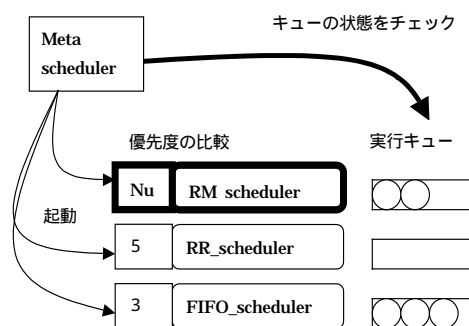 キューの状態をチェック
Meta
scheduler
優先度の比較
実行キュー
Nu
RM scheduler
起動
5
RR_scheduler
3
FIFO_scheduler